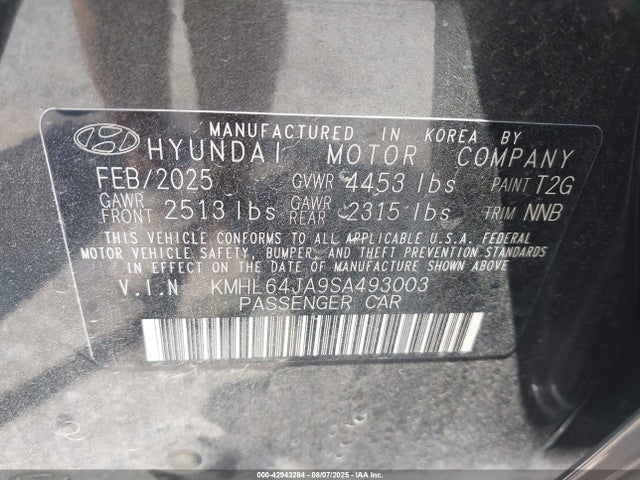 MANUFACTURED IN KOREA BY
HYUNDAI MOTOR COMPANY
FEB/2025 GVWR 4453 lbs PAINT T2G
GAWR FRONT 2513 lbs GAWR REAR 2315 lbs TRIM NNB
THIS VEHICLE CONFORMS TO ALL APPLICABLE U.S.A. FEDERAL
MOTOR VEHICLE SAFETY, BUMPER, AND THEFT PREVENTION STANDARDS
IN EFFECT ON THE DATE OF MANUFACTURE SHOWN ABOVE
V.I.N KMHL64JA9SA493003
PASSENGER CAR
000-42943284 - 08/07/2025 - IAAI.COM